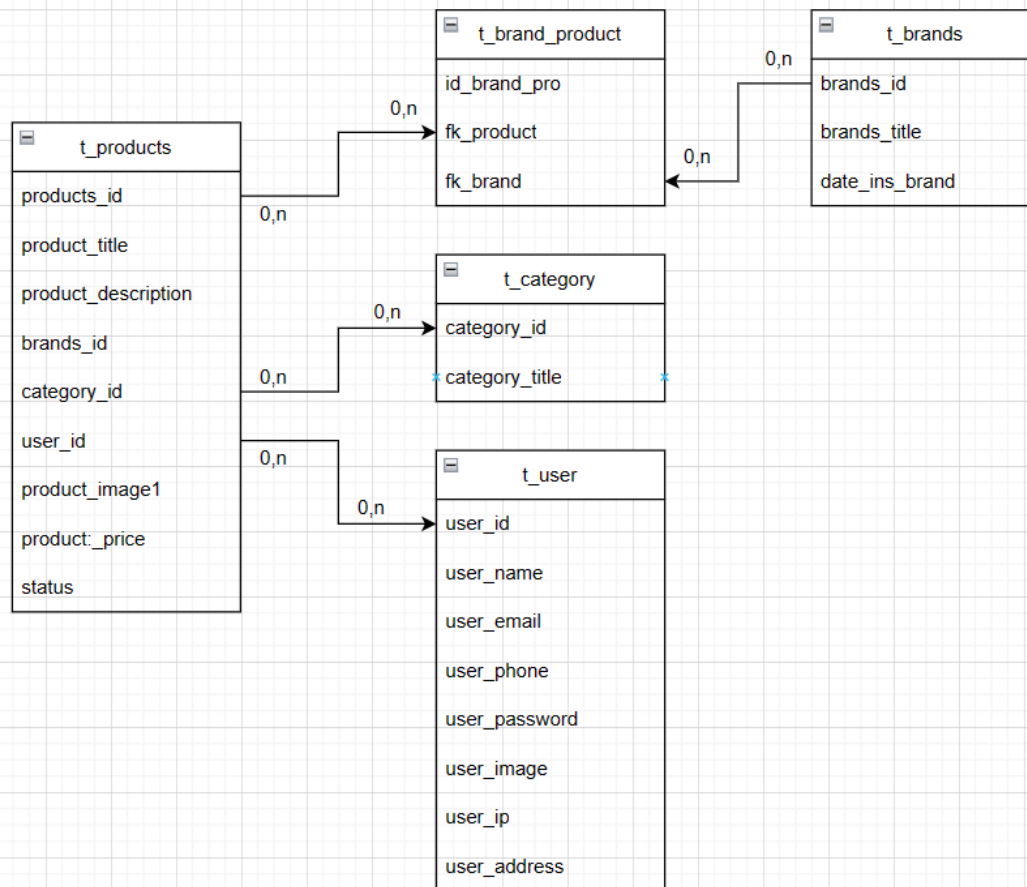 t_brand_product
id_brand_pro
fk_product
fk_brand
t_brands
brands_id
brands_title
date_ins_brand
0,n
0,n
0,n
0,n
t_products
products_id
product_title
product_description
brands_id
category_id
user_id
product_image1
product:_price
status
t_category
category_id
category_title
0,n
0,n
t_user
user_id
user_name
user_email
user_phone
user_password
user_image
user_ip
user_address
0,n
0,n